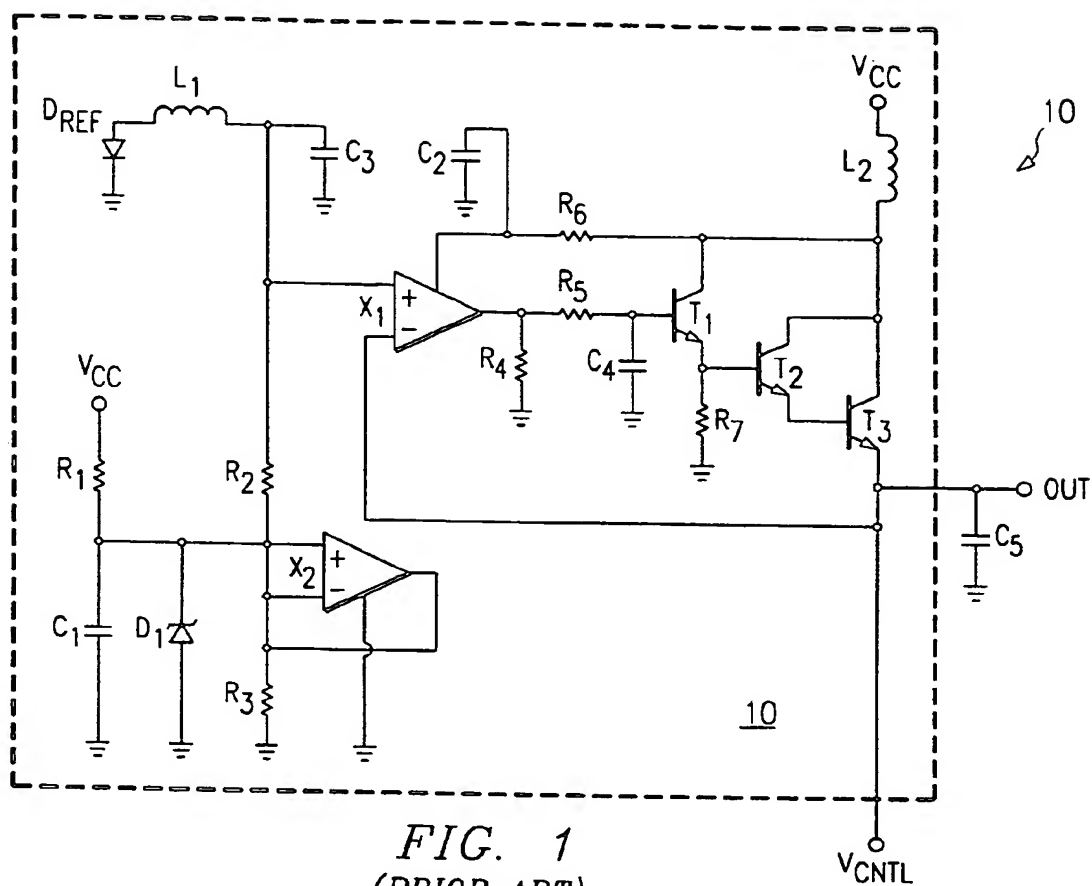 V_CC
10
L_1
D_REF
C_3
C_2
L_2
R_6
X_1
+
−
R_5
T_1
R_4
C_4
T_2
V_CC
R_7
T_3
R_1
R_2
OUT
C_5
X_2
+
−
C_1
D_1
R_3
10
FIG. 1
(PRIOR ART)
V_CNTL